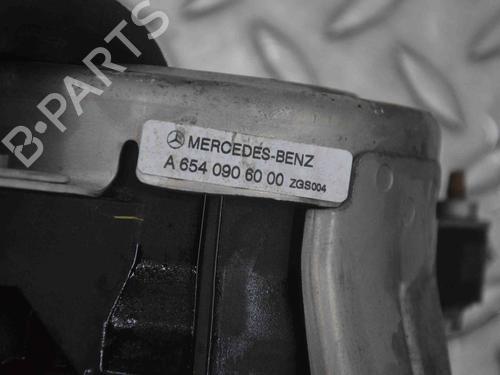 B·PARTS
MERCEDES-BENZ
A 654 090 60 00 ZGS004